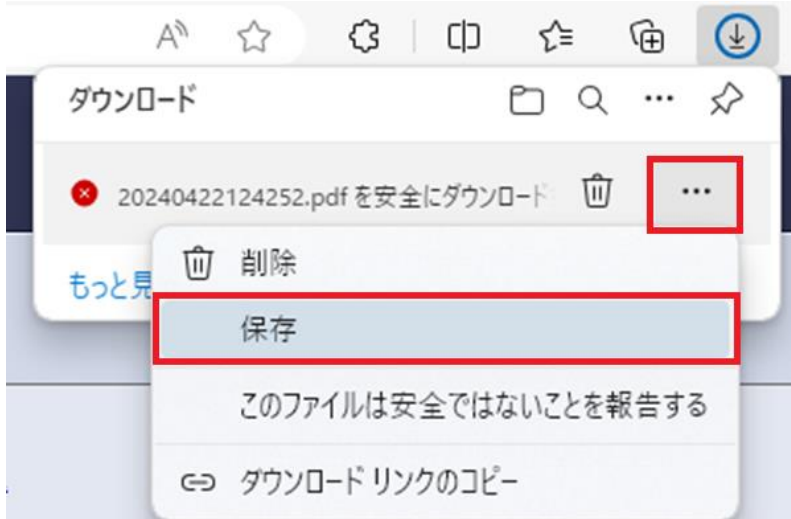 ダウンロード
20240422124252.pdf を安全にダウンロード
削除
もっと見
保存
このファイルは安全ではないことを報告する
ダウンロード リンクのコピー